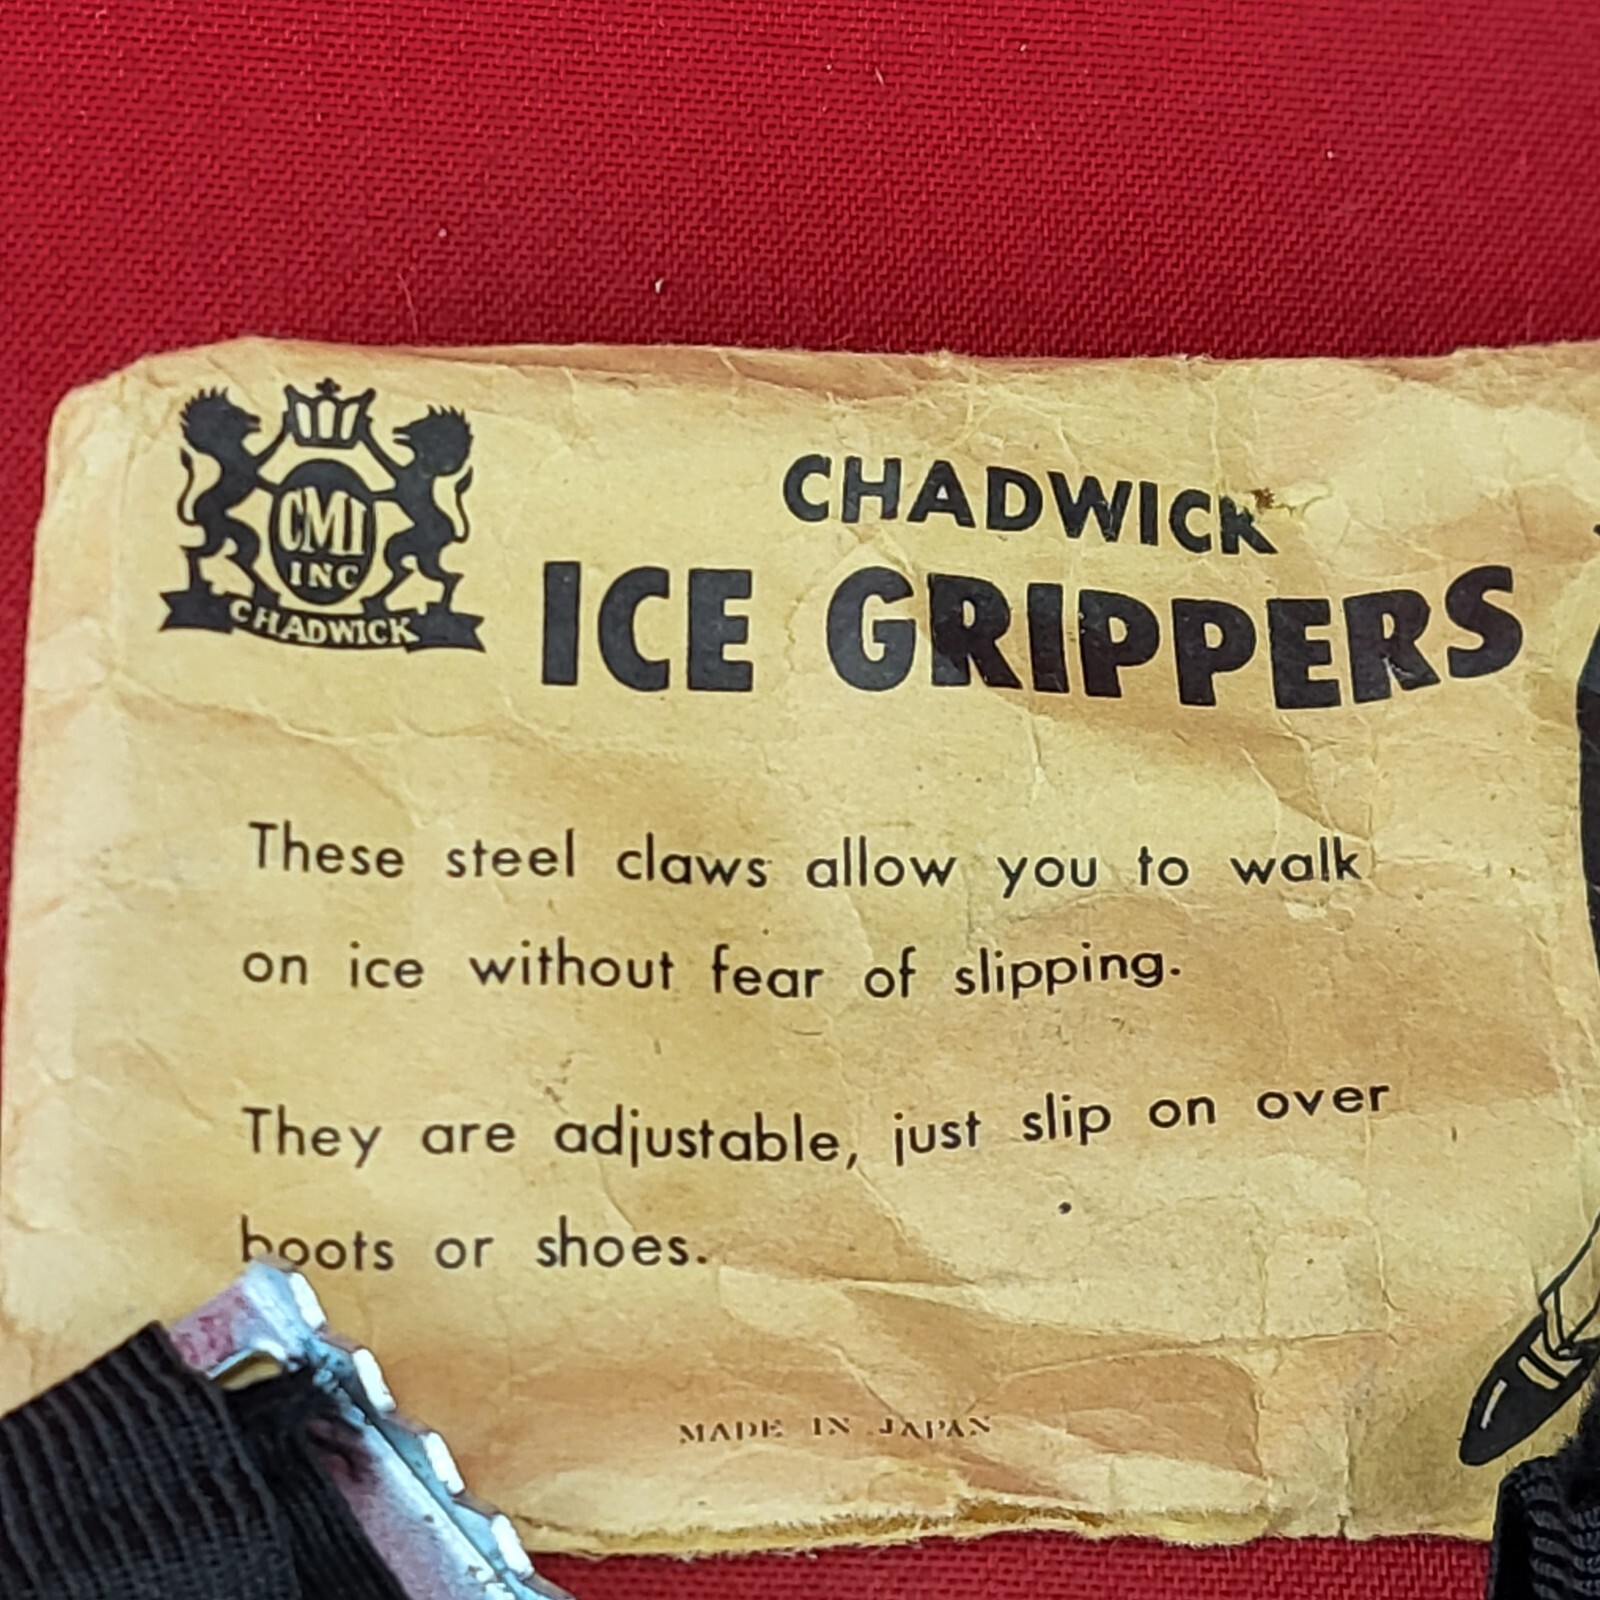 CMI
INC
CHADWICK
CHADWICK
ICE GRIPPERS
These steel claws allow you to walk
on ice without fear of slipping.
They are adjustable, just slip on over
boots or shoes.
MADE IN JAPAN